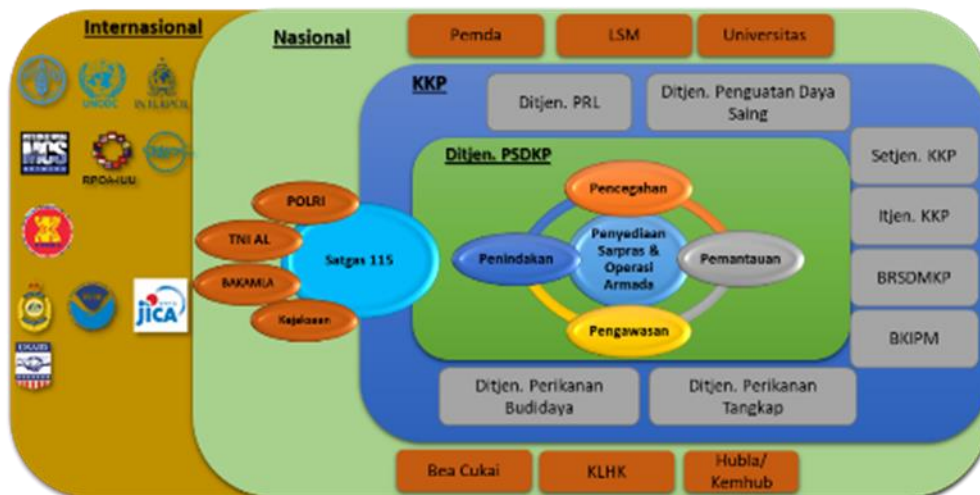 Internasional
Nasional
Pemda
LSM
Universitas
UNODC
INTERPOL
MCS
RPOA-IUU
JICA
USAID
POLRI
TNI AL
BAKAMLA
Kejaksaan
Satgas 115
KKP
Ditjen. PRL
Ditjen. Penguatan Daya
Saing
Ditjen. PSDKP
Pencegahan
Penindakan
Penyediaan
Sarpras &
Operasi
Armada
Pemantauan
Pengawasan
Setjen. KKP
Itjen. KKP
BRSDMKP
BKIPM
Ditjen. Perikanan
Budidaya
Ditjen. Perikanan
Tangkap
Bea Cukai
KLHK
Hubla/
Kemhub